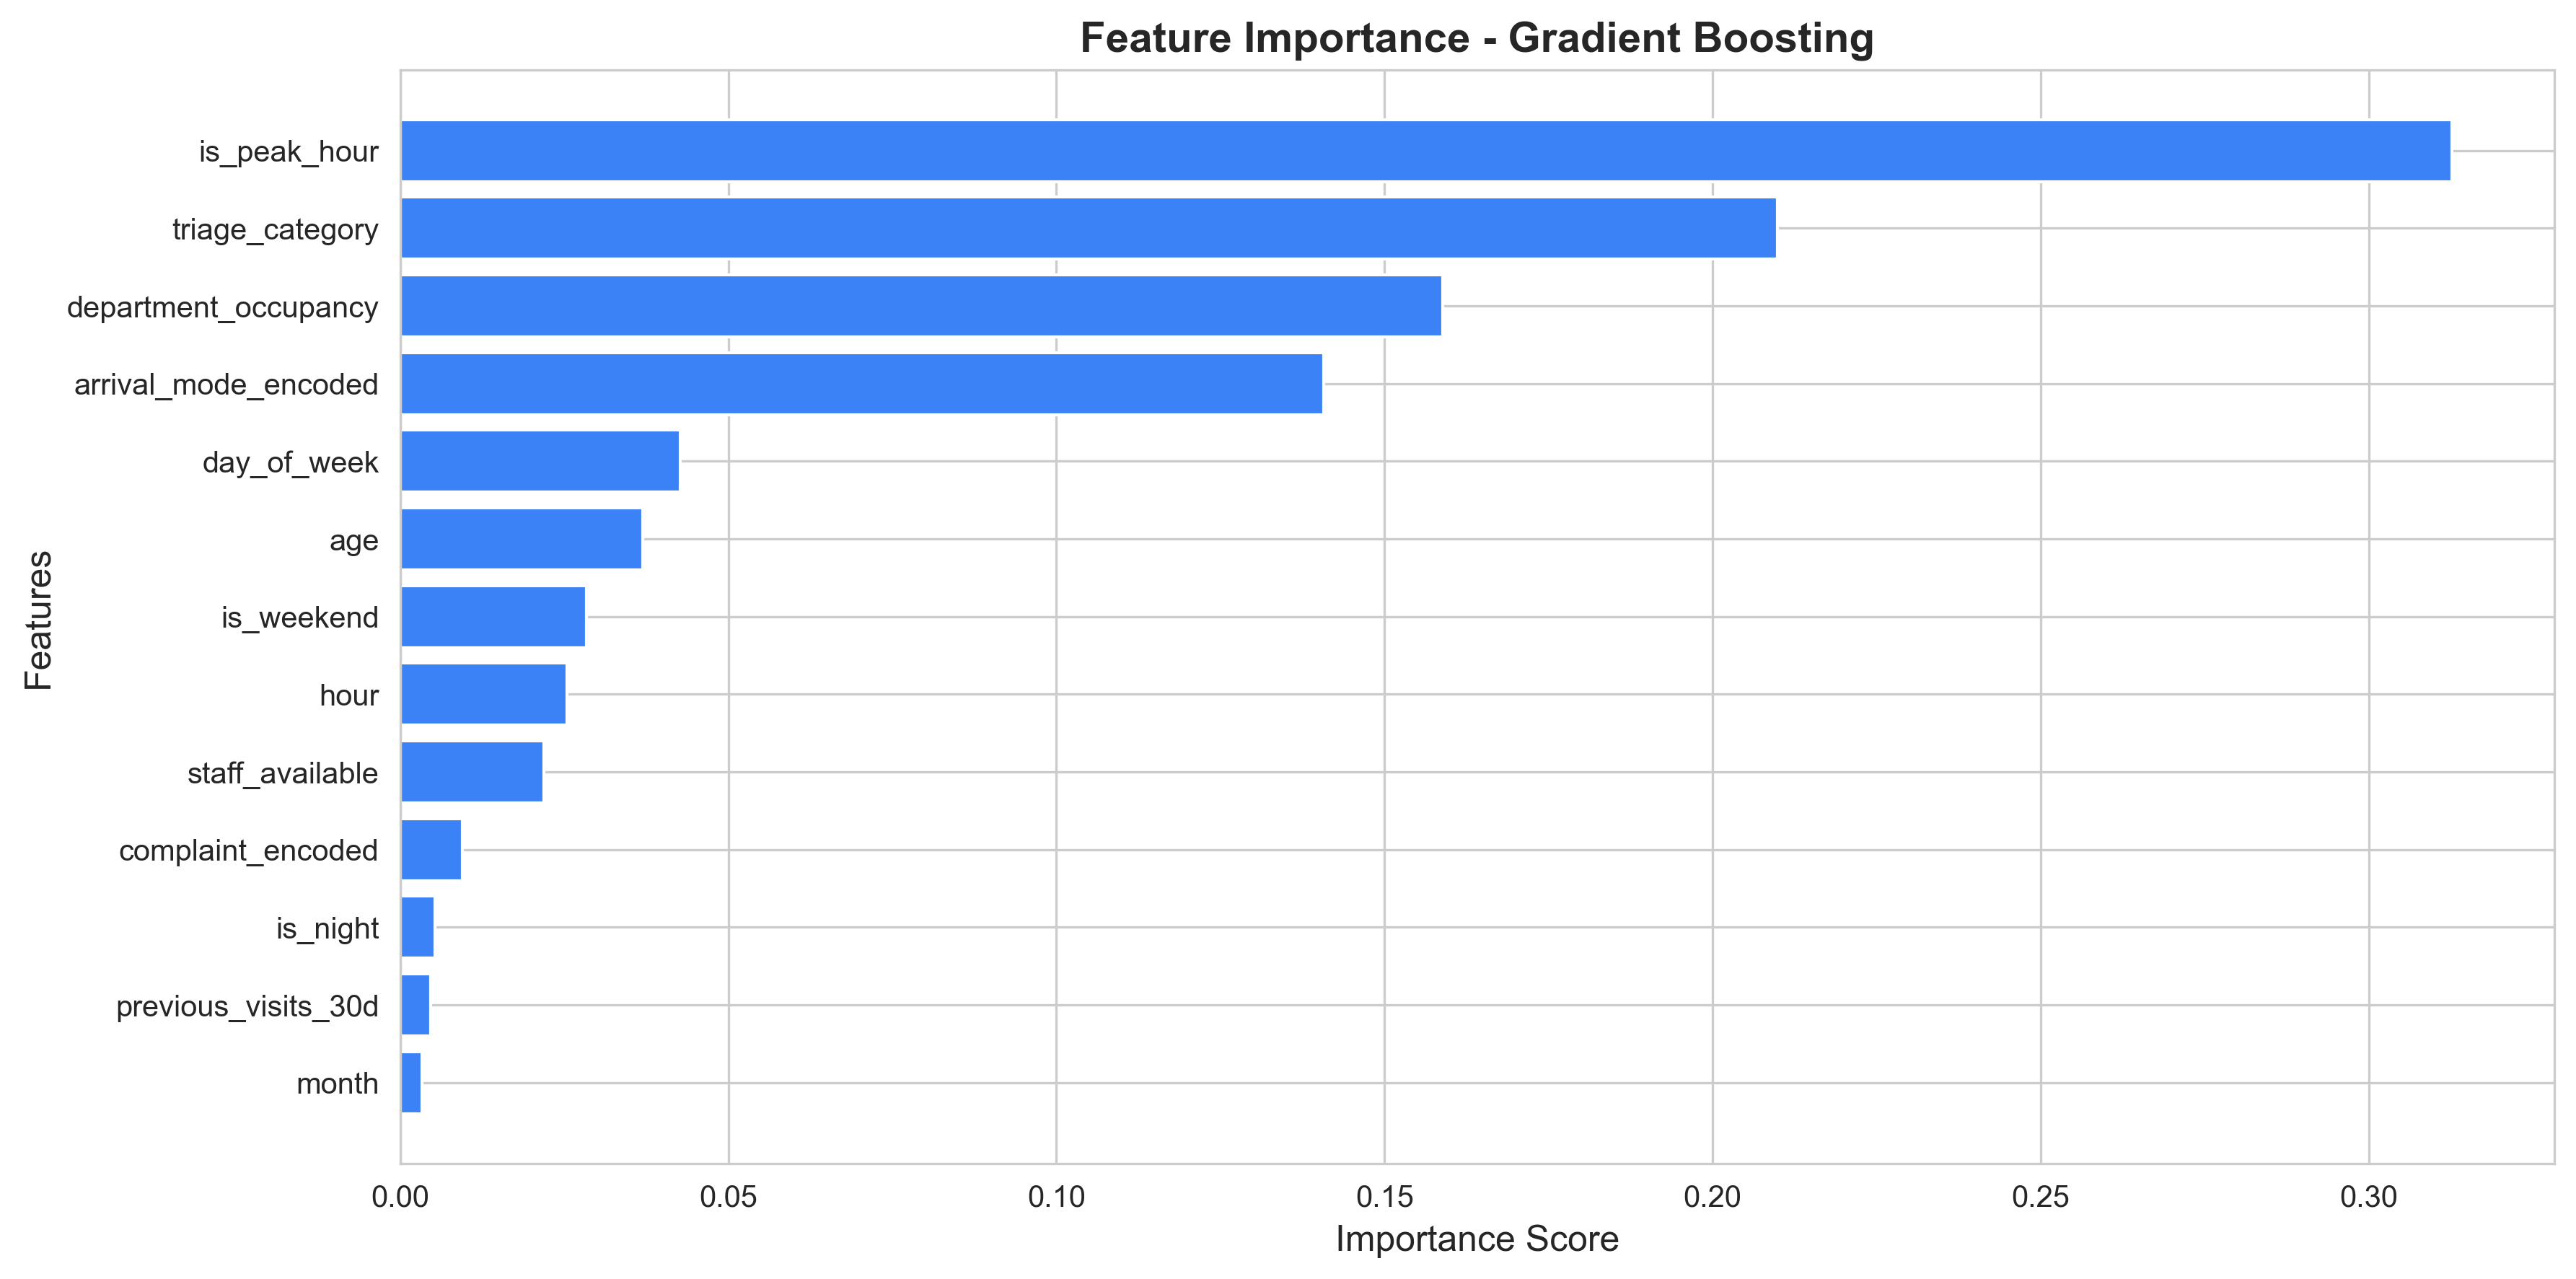 Feature Importance - Gradient Boosting
is_peak_hour
triage_category
department_occupancy
arrival_mode_encoded
day_of_week
age
is_weekend
hour
staff_available
complaint_encoded
is_night
previous_visits_30d
month
Features
0.00 0.05 0.10 0.15 0.20 0.25 0.30
Importance Score